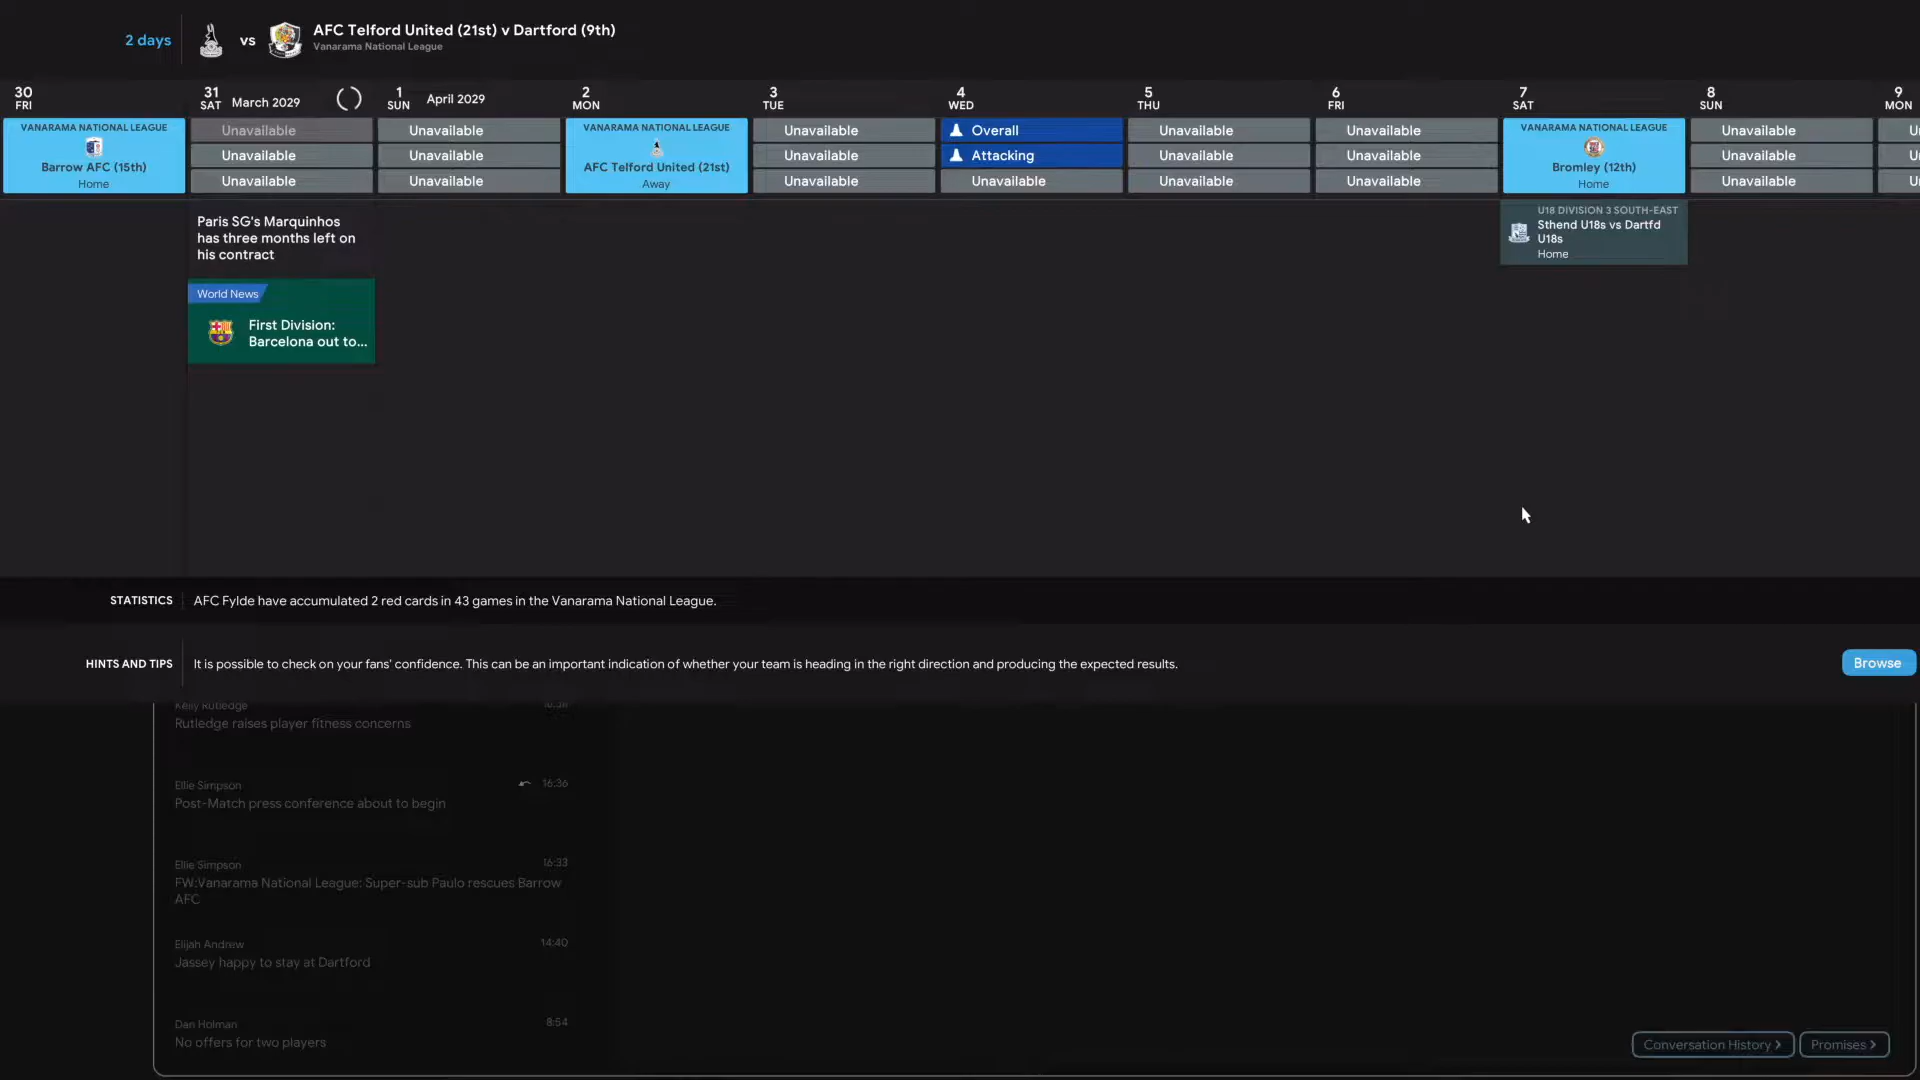 2 days
vs
AFC Telford United (21st) v Dartford (9th)
Vanarama National League
30
FRI
31
SAT
March 2029
1
SUN
April 2029
2
MON
3
TUE
4
WED
5
THU
6
FRI
7
SAT
8
SUN
9
MON
VANARAMA NATIONAL LEAGUE
Barrow AFC (15th)
Home
Unavailable
Unavailable
Unavailable
Unavailable
Unavailable
Unavailable
VANARAMA NATIONAL LEAGUE
AFC Telford United (21st)
Away
Unavailable
Unavailable
Unavailable
Overall
Attacking
Unavailable
Unavailable
Unavailable
Unavailable
Unavailable
Unavailable
Unavailable
VANARAMA NATIONAL LEAGUE
Bromley (12th)
Home
Unavailable
Unavailable
Unavailable
Paris SG's Marquinhos
has three months left on
his contract
World News
First Division:
Barcelona out to...
U18 DIVISION 3 SOUTH-EAST
Sthend U18s vs Dartfd
U18s
Home
STATISTICS
AFC Fylde have accumulated 2 red cards in 43 games in the Vanarama National League.
HINTS AND TIPS
It is possible to check on your fans' confidence. This can be an important indication of whether your team is heading in the right direction and producing the expected results.
Browse
Kelly Rutledge
Rutledge raises player fitness concerns
Ellie Simpson
16:36
Post-Match press conference about to begin
Ellie Simpson
16:33
FW:Vanarama National League: Super-sub Paulo rescues Barrow
AFC
Elijah Andrew
14:40
Jassey happy to stay at Dartford
Dan Holman
8:54
No offers for two players
Conversation History >
Promises >